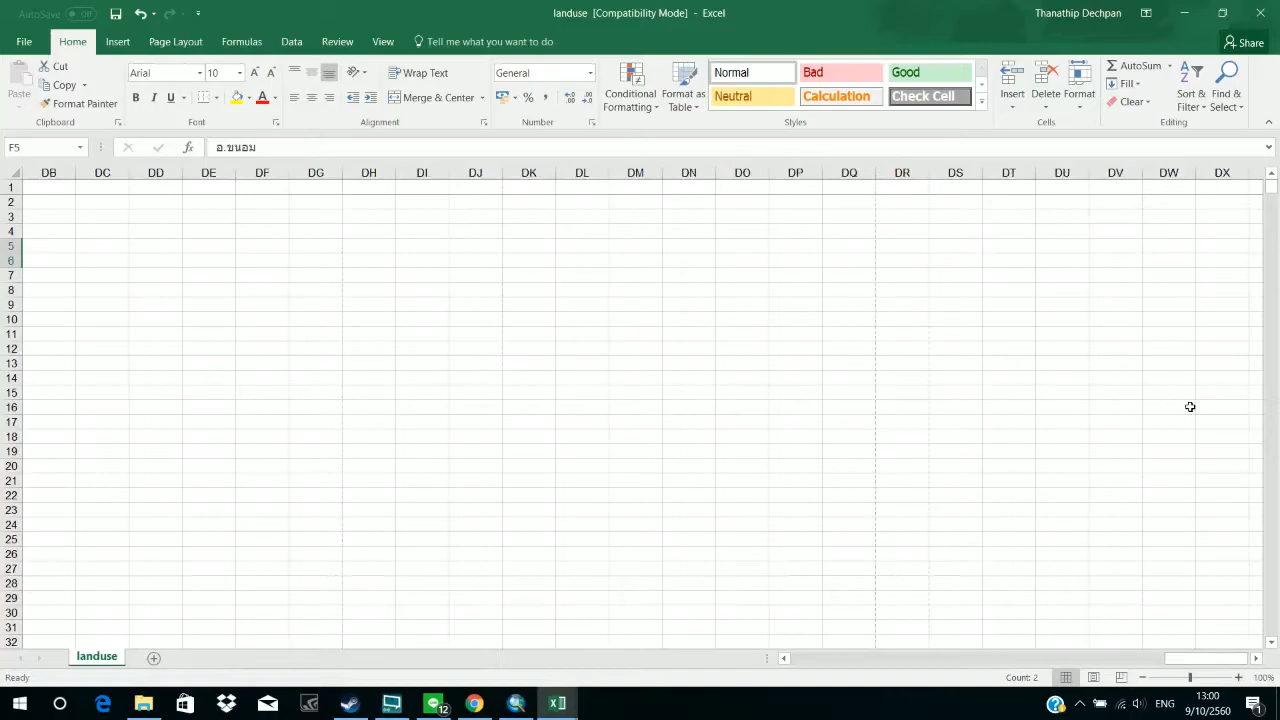 AutoSave Off
landuse [Compatibility Mode] - Excel
Thanathip Dechpan
File Home Insert Page Layout Formulas Data Review View Tell me what you want to do Share
Paste
Cut
Copy
Format Painter
Clipboard
Arial 10
B I U
Font
Wrap Text
Merge & Center
Alignment
General
Number
Conditional Formatting
Format as Table
Normal Bad Good
Neutral Calculation Check Cell
Styles
Insert Delete Format
Cells
AutoSum
Fill
Clear
Sort & Filter
Find & Select
Editing
F5 fx อ.ขนอม
DB DC DD DE DF DG DH DI DJ DK DL DM DN DO DP DQ DR DS DT DU DV DW DX
1
2
3
4
5
6
7
8
9
10
11
12
13
14
15
16
17
18
19
20
21
22
23
24
25
26
27
28
29
30
31
32
landuse
Ready Count: 2 100%
12
ENG
13:00
9/10/2560